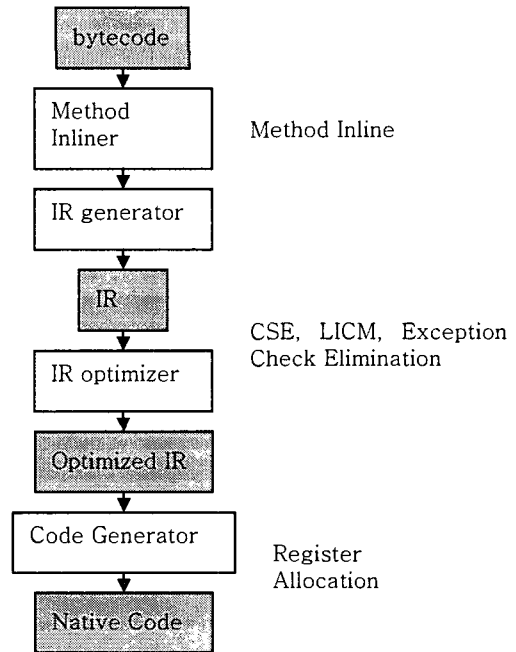 bytecode
Method
Inliner
Method Inline
IR generator
IR
CSE, LICM, Exception
Check Elimination
IR optimizer
Optimized IR
Code Generator
Register
Allocation
Native Code